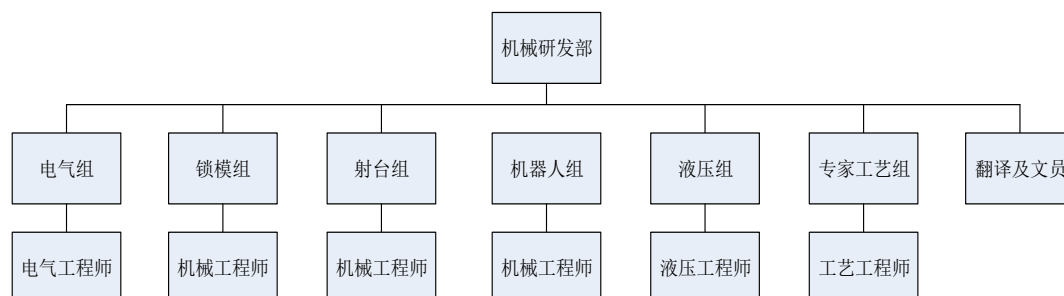 机械研发部
电气组
锁模组
射台组
机器人组
液压组
专家工艺组
翻译及文员
电气工程师
机械工程师
机械工程师
机械工程师
液压工程师
工艺工程师